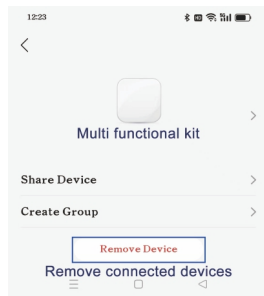 12:23
Multi functional kit
Share Device
Create Group
Remove Device
Remove connected devices